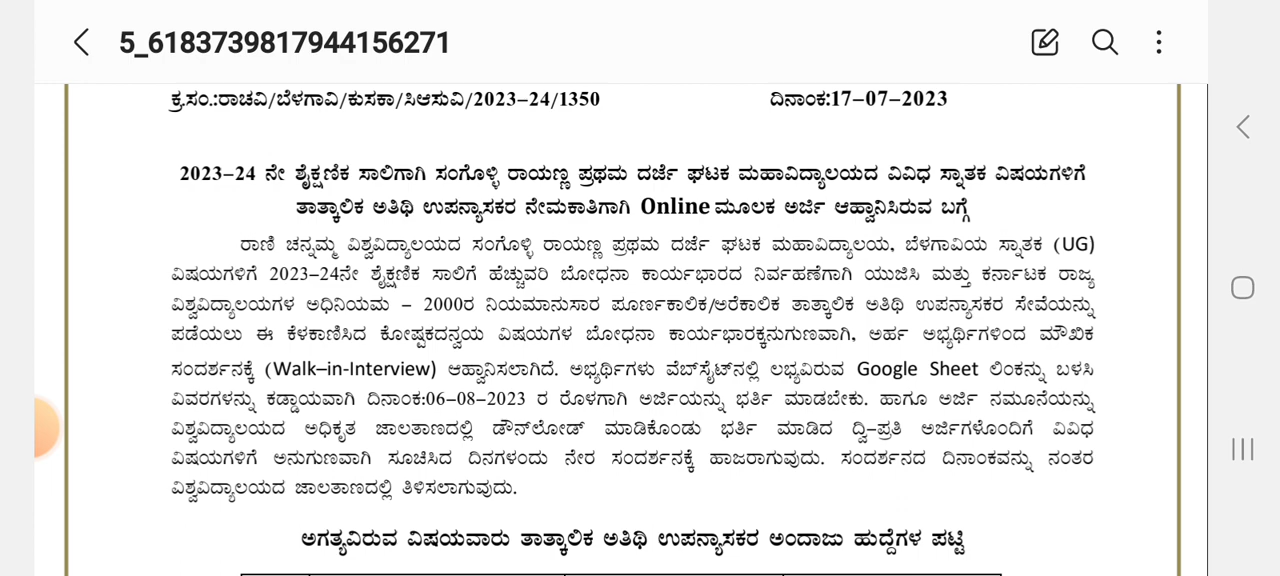 5_6183739817944156271
ಕ್ರ.ಸಂ.:ರಾಚವಿ/ಬೆಳಗಾವಿ/ಕುಸಕಾ/ಸಿಆಸುವಿ/2023-24/1350 ದಿನಾಂಕ:17-07-2023
2023-24 ನೇ ಶೈಕ್ಷಣಿಕ ಸಾಲಿಗಾಗಿ ಸಂಗೊಳ್ಳಿ ರಾಯಣ್ಣ ಪ್ರಥಮ ದರ್ಜೆ ಘಟಕ ಮಹಾವಿದ್ಯಾಲಯದ ವಿವಿಧ ಸ್ನಾತಕ ವಿಷಯಗಳಿಗೆ
ತಾತ್ಕಾಲಿಕ ಅತಿಥಿ ಉಪನ್ಯಾಸಕರ ನೇಮಕಾತಿಗಾಗಿ Online ಮೂಲಕ ಅರ್ಜಿ ಆಹ್ವಾನಿಸಿರುವ ಬಗ್ಗೆ
ರಾಣಿ ಚನ್ನಮ್ಮ ವಿಶ್ವವಿದ್ಯಾಲಯದ ಸಂಗೊಳ್ಳಿ ರಾಯಣ್ಣ ಪ್ರಥಮ ದರ್ಜೆ ಘಟಕ ಮಹಾವಿದ್ಯಾಲಯ, ಬೆಳಗಾವಿಯ ಸ್ನಾತಕ (UG)
ವಿಷಯಗಳಿಗೆ 2023-24ನೇ ಶೈಕ್ಷಣಿಕ ಸಾಲಿಗೆ ಹೆಚ್ಚುವರಿ ಬೋಧನಾ ಕಾರ್ಯಭಾರದ ನಿರ್ವಹಣೆಗಾಗಿ ಯುಜಿಸಿ ಮತ್ತು ಕರ್ನಾಟಕ ರಾಜ್ಯ
ವಿಶ್ವವಿದ್ಯಾಲಯಗಳ ಅಧಿನಿಯಮ – 2000ರ ನಿಯಮಾನುಸಾರ ಪೂರ್ಣಕಾಲಿಕ/ಅರೆಕಾಲಿಕ ತಾತ್ಕಾಲಿಕ ಅತಿಥಿ ಉಪನ್ಯಾಸಕರ ಸೇವೆಯನ್ನು
ಪಡೆಯಲು ಈ ಕೆಳಕಾಣಿಸಿದ ಕೋಷ್ಟಕದನ್ವಯ ವಿಷಯಗಳ ಬೋಧನಾ ಕಾರ್ಯಭಾರಕ್ಕನುಗುಣವಾಗಿ, ಅರ್ಹ ಅಭ್ಯರ್ಥಿಗಳಿಂದ ಮೌಖಿಕ
ಸಂದರ್ಶನಕ್ಕೆ (Walk–in-Interview) ಆಹ್ವಾನಿಸಲಾಗಿದೆ. ಅಭ್ಯರ್ಥಿಗಳು ವೆಬ್‌ಸೈಟ್‌ನಲ್ಲಿ ಲಭ್ಯವಿರುವ Google Sheet ಲಿಂಕನ್ನು ಬಳಸಿ
ವಿವರಗಳನ್ನು ಕಡ್ಡಾಯವಾಗಿ ದಿನಾಂಕ:06-08-2023 ರ ರೊಳಗಾಗಿ ಅರ್ಜಿಯನ್ನು ಭರ್ತಿ ಮಾಡಬೇಕು. ಹಾಗೂ ಅರ್ಜಿ ನಮೂನೆಯನ್ನು
ವಿಶ್ವವಿದ್ಯಾಲಯದ ಅಧಿಕೃತ ಜಾಲತಾಣದಲ್ಲಿ ಡೌನ್‌ಲೋಡ್ ಮಾಡಿಕೊಂಡು ಭರ್ತಿ ಮಾಡಿದ ದ್ವಿ–ಪ್ರತಿ ಅರ್ಜಿಗಳೊಂದಿಗೆ ವಿವಿಧ
ವಿಷಯಗಳಿಗೆ ಅನುಗುಣವಾಗಿ ಸೂಚಿಸಿದ ದಿನಗಳಂದು ನೇರ ಸಂದರ್ಶನಕ್ಕೆ ಹಾಜರಾಗುವುದು. ಸಂದರ್ಶನದ ದಿನಾಂಕವನ್ನು ನಂತರ
ವಿಶ್ವವಿದ್ಯಾಲಯದ ಜಾಲತಾಣದಲ್ಲಿ ತಿಳಿಸಲಾಗುವುದು.
ಅಗತ್ಯವಿರುವ ವಿಷಯವಾರು ತಾತ್ಕಾಲಿಕ ಅತಿಥಿ ಉಪನ್ಯಾಸಕರ ಅಂದಾಜು ಹುದ್ದೆಗಳ ಪಟ್ಟಿ